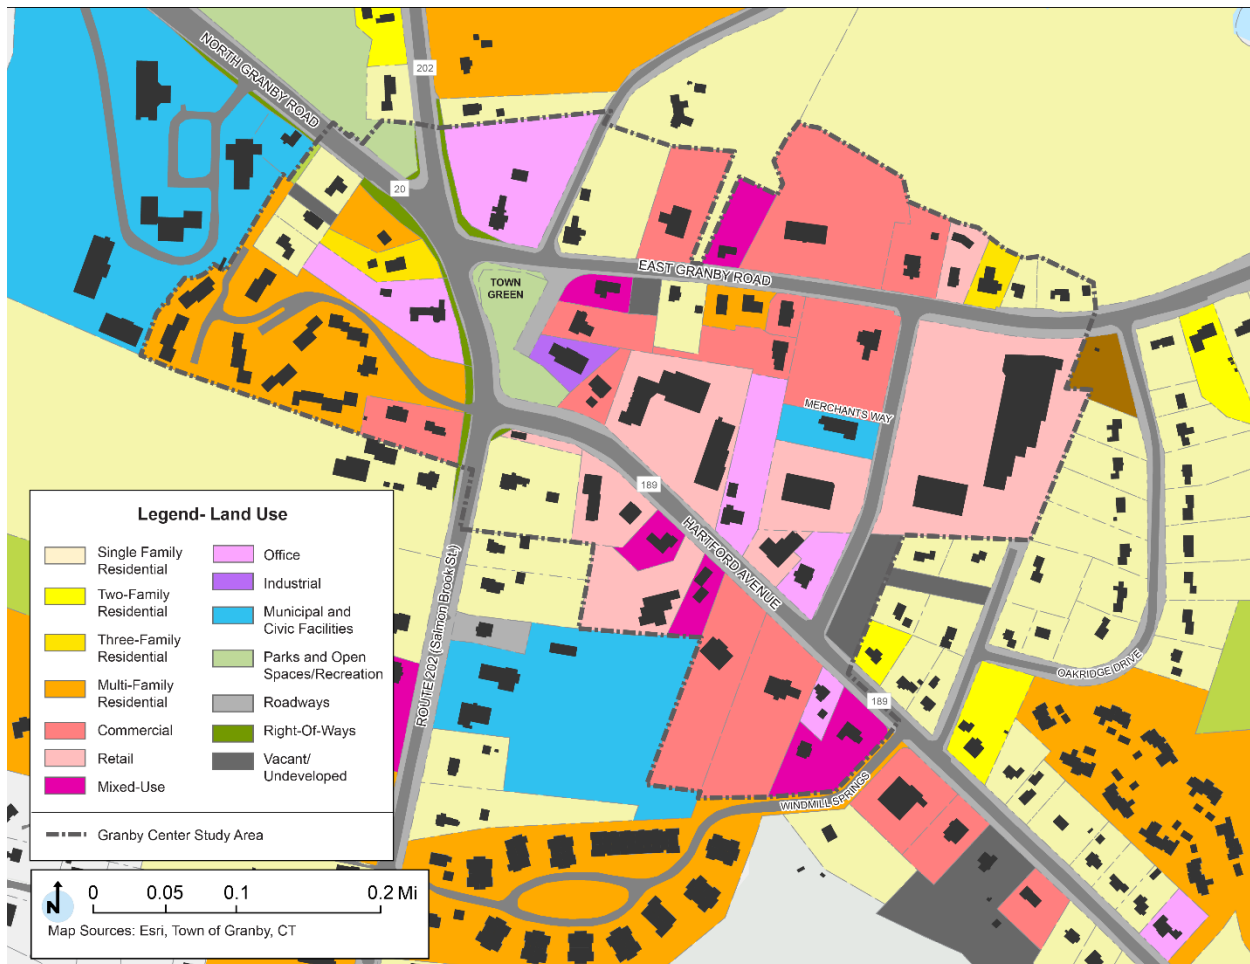 NORTH GRANBY ROAD
202
20
TOWN
GREEN
EAST GRANBY ROAD
MERCHANTS WAY
189
HARTFORD AVENUE
ROUTE 202 (Salmon Brook St.)
OAKRIDGE DRIVE
189
WINDMILL SPRINGS
Legend- Land Use
Single Family
Residential
Two-Family
Residential
Three-Family
Residential
Multi-Family
Residential
Commercial
Retail
Mixed-Use
Office
Industrial
Municipal and
Civic Facilities
Parks and Open
Spaces/Recreation
Roadways
Right-Of-Ways
Vacant/
Undeveloped
Granby Center Study Area
N
0 0.05 0.1 0.2 Mi
Map Sources: Esri, Town of Granby, CT